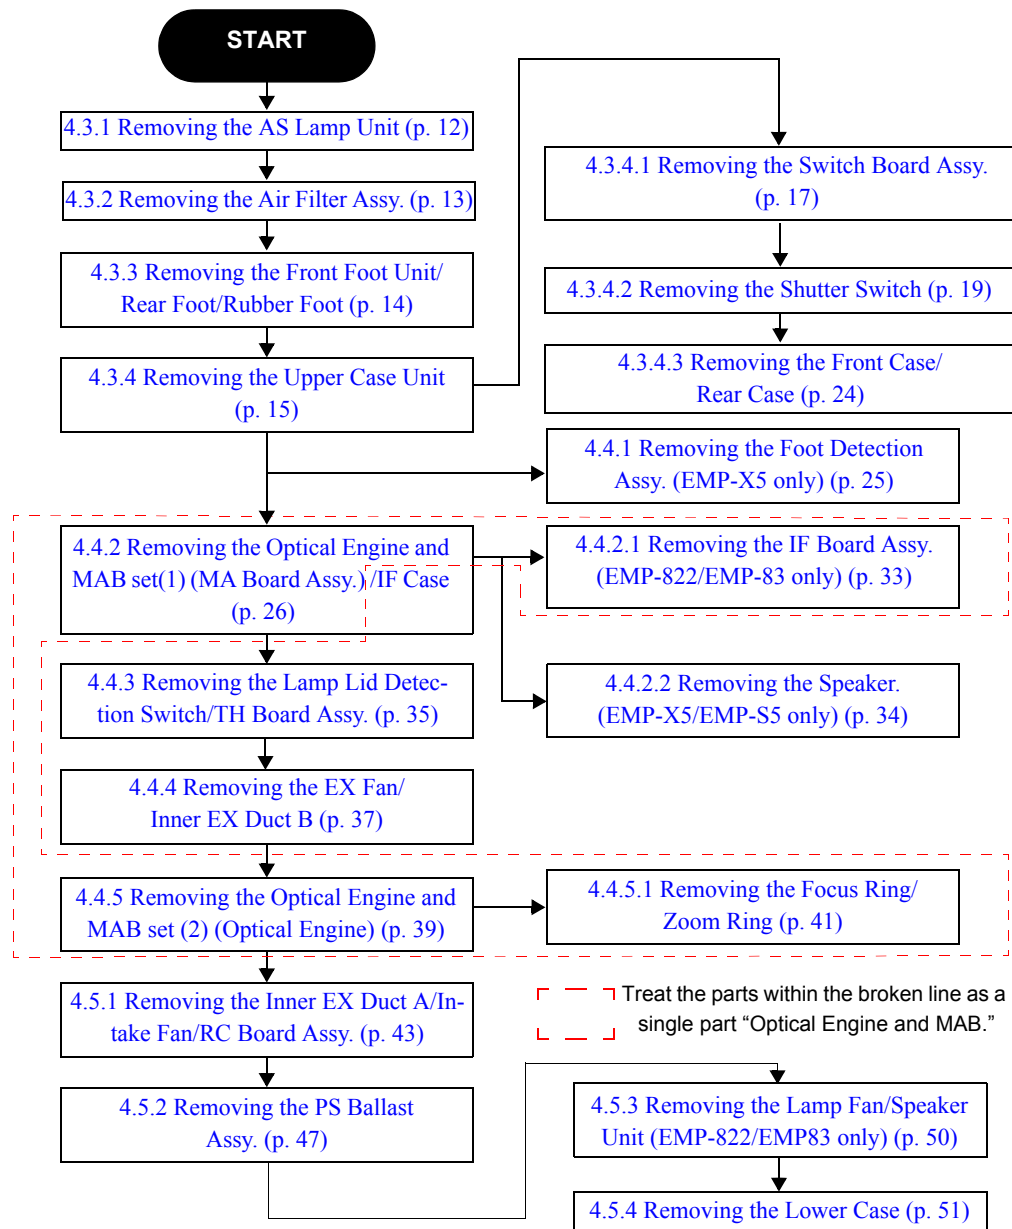 START
4.3.1 Removing the AS Lamp Unit (p. 12)
4.3.2 Removing the Air Filter Assy. (p. 13)
4.3.3 Removing the Front Foot Unit/
Rear Foot/Rubber Foot (p. 14)
4.3.4 Removing the Upper Case Unit
(p. 15)
4.3.4.1 Removing the Switch Board Assy.
(p. 17)
4.3.4.2 Removing the Shutter Switch (p. 19)
4.3.4.3 Removing the Front Case/
Rear Case (p. 24)
4.4.1 Removing the Foot Detection
Assy. (EMP-X5 only) (p. 25)
4.4.2 Removing the Optical Engine and
MAB set(1) (MA Board Assy.) /IF Case
(p. 26)
4.4.2.1 Removing the IF Board Assy.
(EMP-822/EMP-83 only) (p. 33)
4.4.3 Removing the Lamp Lid Detec-
tion Switch/TH Board Assy. (p. 35)
4.4.2.2 Removing the Speaker.
(EMP-X5/EMP-S5 only) (p. 34)
4.4.4 Removing the EX Fan/
Inner EX Duct B (p. 37)
4.4.5 Removing the Optical Engine and
MAB set (2) (Optical Engine) (p. 39)
4.4.5.1 Removing the Focus Ring/
Zoom Ring (p. 41)
4.5.1 Removing the Inner EX Duct A/In-
take Fan/RC Board Assy. (p. 43)
Treat the parts within the broken line as a
single part “Optical Engine and MAB.”
4.5.2 Removing the PS Ballast
Assy. (p. 47)
4.5.3 Removing the Lamp Fan/Speaker
Unit (EMP-822/EMP83 only) (p. 50)
4.5.4 Removing the Lower Case (p. 51)